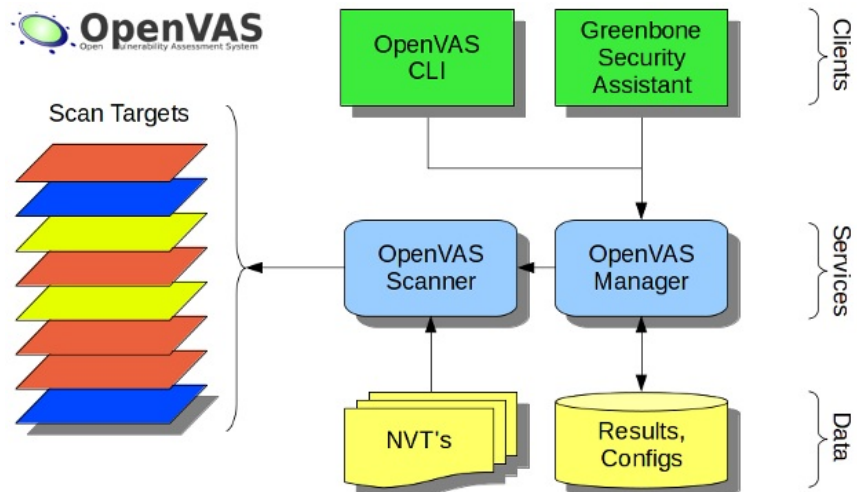 OpenVAS
Open Vulnerability Assessment System
OpenVAS
CLI
Greenbone
Security
Assistant
Clients
Scan Targets
OpenVAS
Scanner
OpenVAS
Manager
Services
NVT's
Results,
Configs
Data